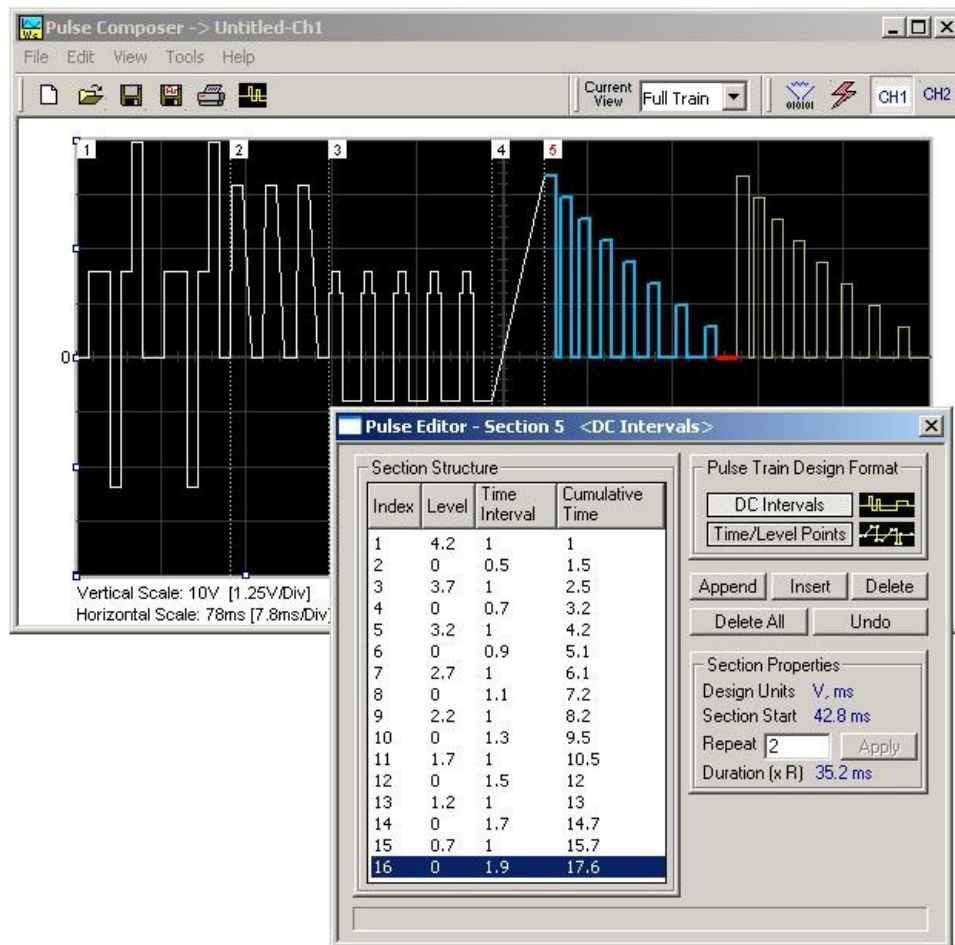 Pulse Composer -> Untitled-Ch1
File Edit View Tools Help
Current View Full Train
CH1 CH2
1 2 3 4 5
0
Vertical Scale: 10V [1.25V/Div]
Horizontal Scale: 78ms [7.8ms/Div]
Pulse Editor - Section 5 <DC Intervals>
Section Structure
Index Level Time Interval Cumulative Time
1 4.2 1 1
2 0 0.5 1.5
3 3.7 1 2.5
4 0 0.7 3.2
5 3.2 1 4.2
6 0 0.9 5.1
7 2.7 1 6.1
8 0 1.1 7.2
9 2.2 1 8.2
10 0 1.3 9.5
11 1.7 1 10.5
12 0 1.5 12
13 1.2 1 13
14 0 1.7 14.7
15 0.7 1 15.7
16 0 1.9 17.6
Pulse Train Design Format
DC Intervals
Time/Level Points
Append Insert Delete
Delete All Undo
Section Properties
Design Units V, ms
Section Start 42.8 ms
Repeat 2 Apply
Duration (x R) 35.2 ms